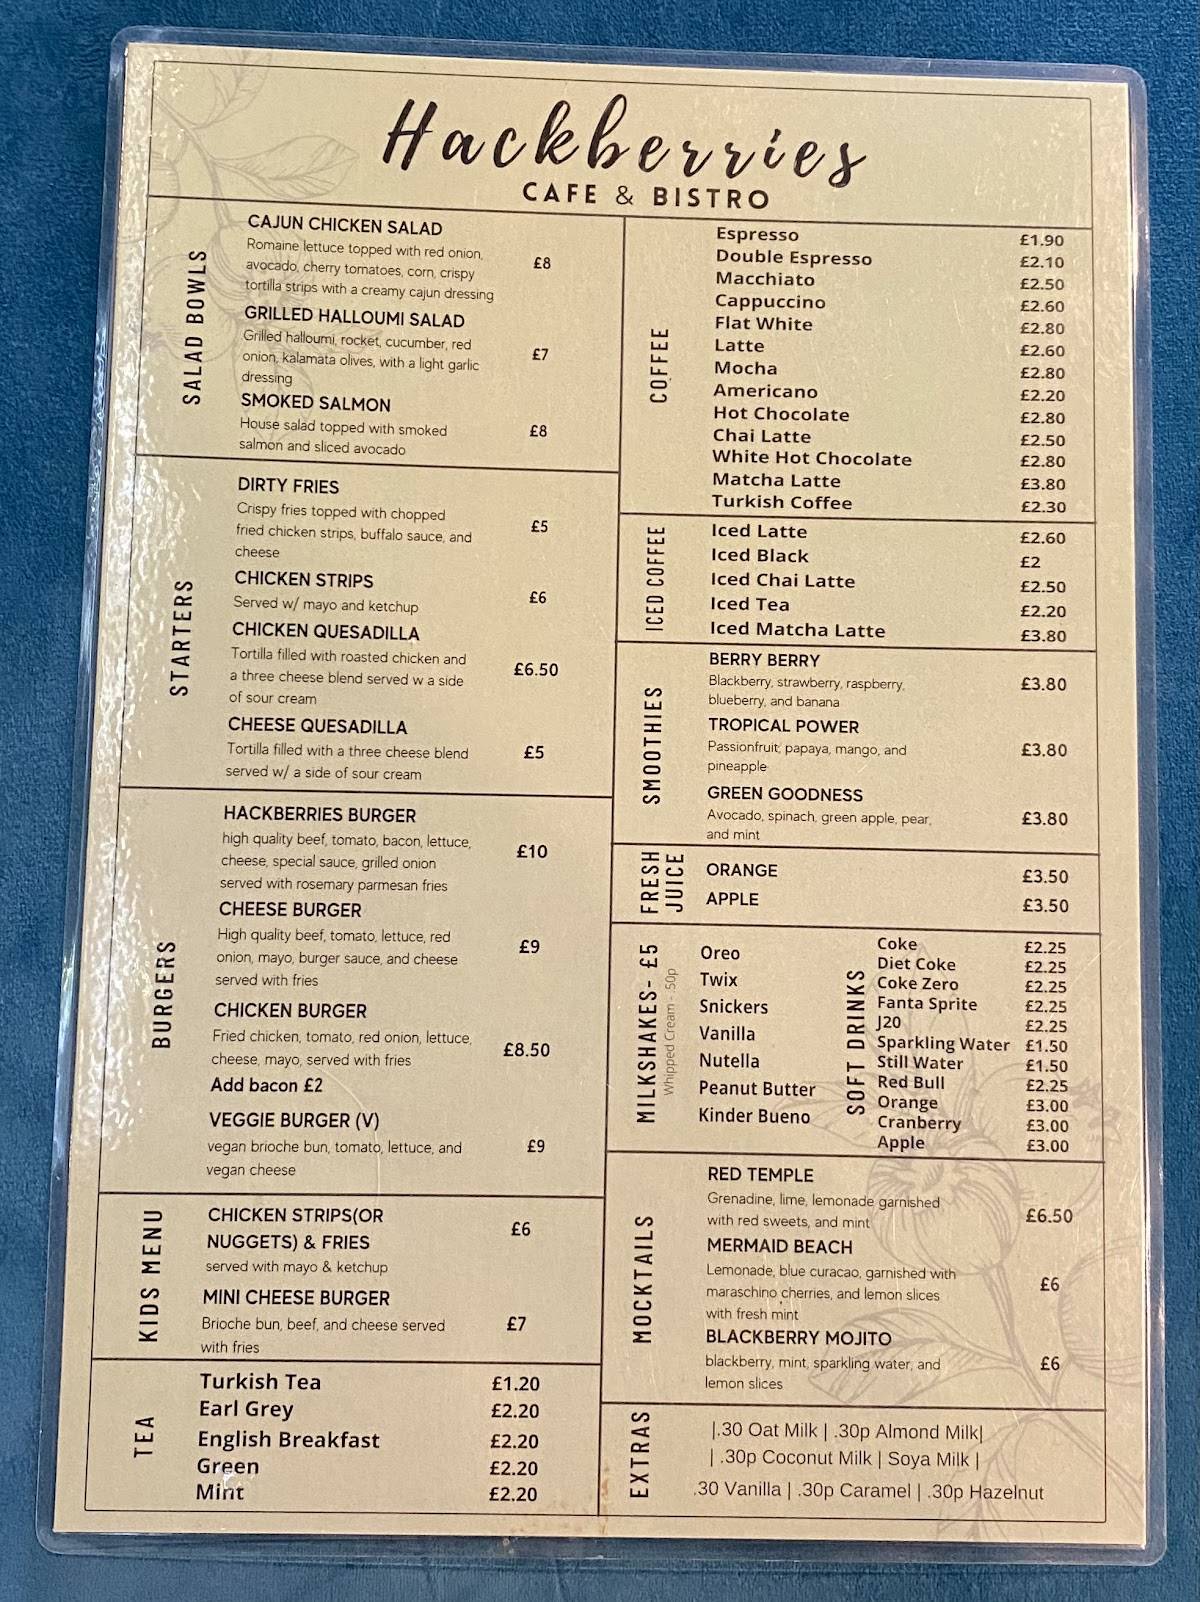 Hackberries
CAFE & BISTRO
SALAD BOWLS
CAJUN CHICKEN SALAD
Romaine lettuce topped with red onion,
avocado, cherry tomatoes, corn, crispy £8
tortilla strips with a creamy cajun dressing
GRILLED HALLOUMI SALAD
Grilled halloumi, rocket, cucumber, red
onion, kalamata olives, with a light garlic £7
dressing
SMOKED SALMON
House salad topped with smoked £8
salmon and sliced avocado
STARTERS
DIRTY FRIES
Crispy fries topped with chopped
fried chicken strips, buffalo sauce, and £5
cheese
CHICKEN STRIPS
Served w/ mayo and ketchup £6
CHICKEN QUESADILLA
Tortilla filled with roasted chicken and
a three cheese blend served w a side £6.50
of sour cream
CHEESE QUESADILLA
Tortilla filled with a three cheese blend £5
served w/ a side of sour cream
BURGERS
HACKBERRIES BURGER
high quality beef, tomato, bacon, lettuce, £10
cheese, special sauce, grilled onion
served with rosemary parmesan fries
CHEESE BURGER
High quality beef, tomato, lettuce, red £9
onion, mayo, burger sauce, and cheese
served with fries
CHICKEN BURGER
Fried chicken, tomato, red onion, lettuce, £8.50
cheese, mayo, served with fries
Add bacon £2
VEGGIE BURGER (V)
vegan brioche bun, tomato, lettuce, and £9
vegan cheese
KIDS MENU
CHICKEN STRIPS(OR £6
NUGGETS) & FRIES
served with mayo & ketchup
MINI CHEESE BURGER
Brioche bun, beef, and cheese served £7
with fries
TEA
Turkish Tea £1.20
Earl Grey £2.20
English Breakfast £2.20
Green £2.20
Mint £2.20
COFFEE
Espresso £1.90
Double Espresso £2.10
Macchiato £2.50
Cappuccino £2.60
Flat White £2.80
Latte £2.60
Mocha £2.80
Americano £2.20
Hot Chocolate £2.80
Chai Latte £2.50
White Hot Chocolate £2.80
Matcha Latte £3.80
Turkish Coffee £2.30
ICED COFFEE
Iced Latte £2.60
Iced Black £2
Iced Chai Latte £2.50
Iced Tea £2.20
Iced Matcha Latte £3.80
SMOOTHIES
BERRY BERRY
Blackberry, strawberry, raspberry, £3.80
blueberry, and banana
TROPICAL POWER
Passionfruit, papaya, mango, and £3.80
pineapple
GREEN GOODNESS
Avocado, spinach, green apple, pear, £3.80
and mint
FRESH
JUICE
ORANGE £3.50
APPLE £3.50
MILKSHAKES- £5
Whipped Cream - 50p
Oreo
Twix
Snickers
Vanilla
Nutella
Peanut Butter
Kinder Bueno
SOFT DRINKS
Coke £2.25
Diet Coke £2.25
Coke Zero £2.25
Fanta Sprite £2.25
J20 £2.25
Sparkling Water £1.50
Still Water £1.50
Red Bull £2.25
Orange £3.00
Cranberry £3.00
Apple £3.00
MOCKTAILS
RED TEMPLE
Grenadine, lime, lemonade garnished
with red sweets, and mint £6.50
MERMAID BEACH
Lemonade, blue curacao, garnished with
maraschino cherries, and lemon slices £6
with fresh mint
BLACKBERRY MOJITO
blackberry, mint, sparkling water, and £6
lemon slices
EXTRAS
|.30 Oat Milk | .30p Almond Milk|
| .30p Coconut Milk | Soya Milk |
.30 Vanilla | .30p Caramel | .30p Hazelnut